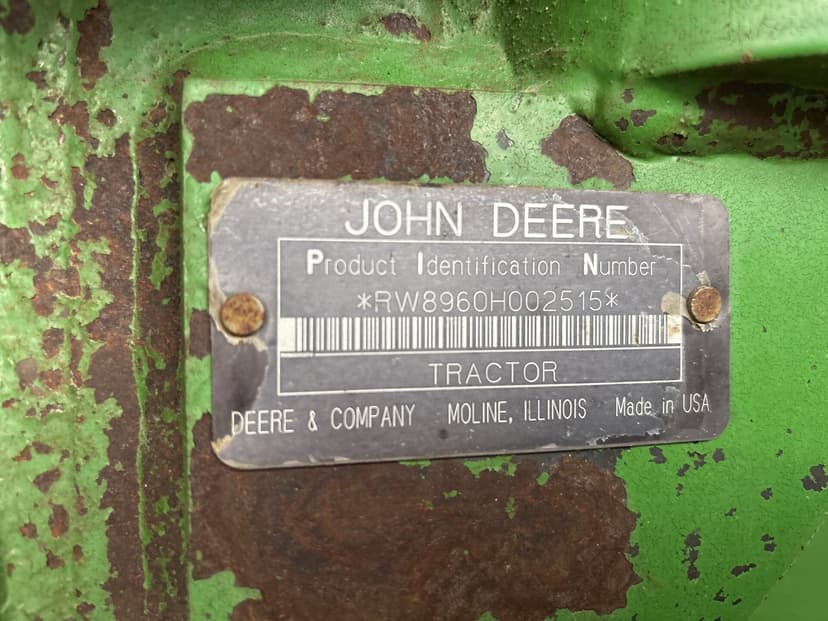 JOHN DEERE
Product Identification Number
*RW8960H002515*
TRACTOR
DEERE & COMPANY MOLINE, ILLINOIS Made in USA